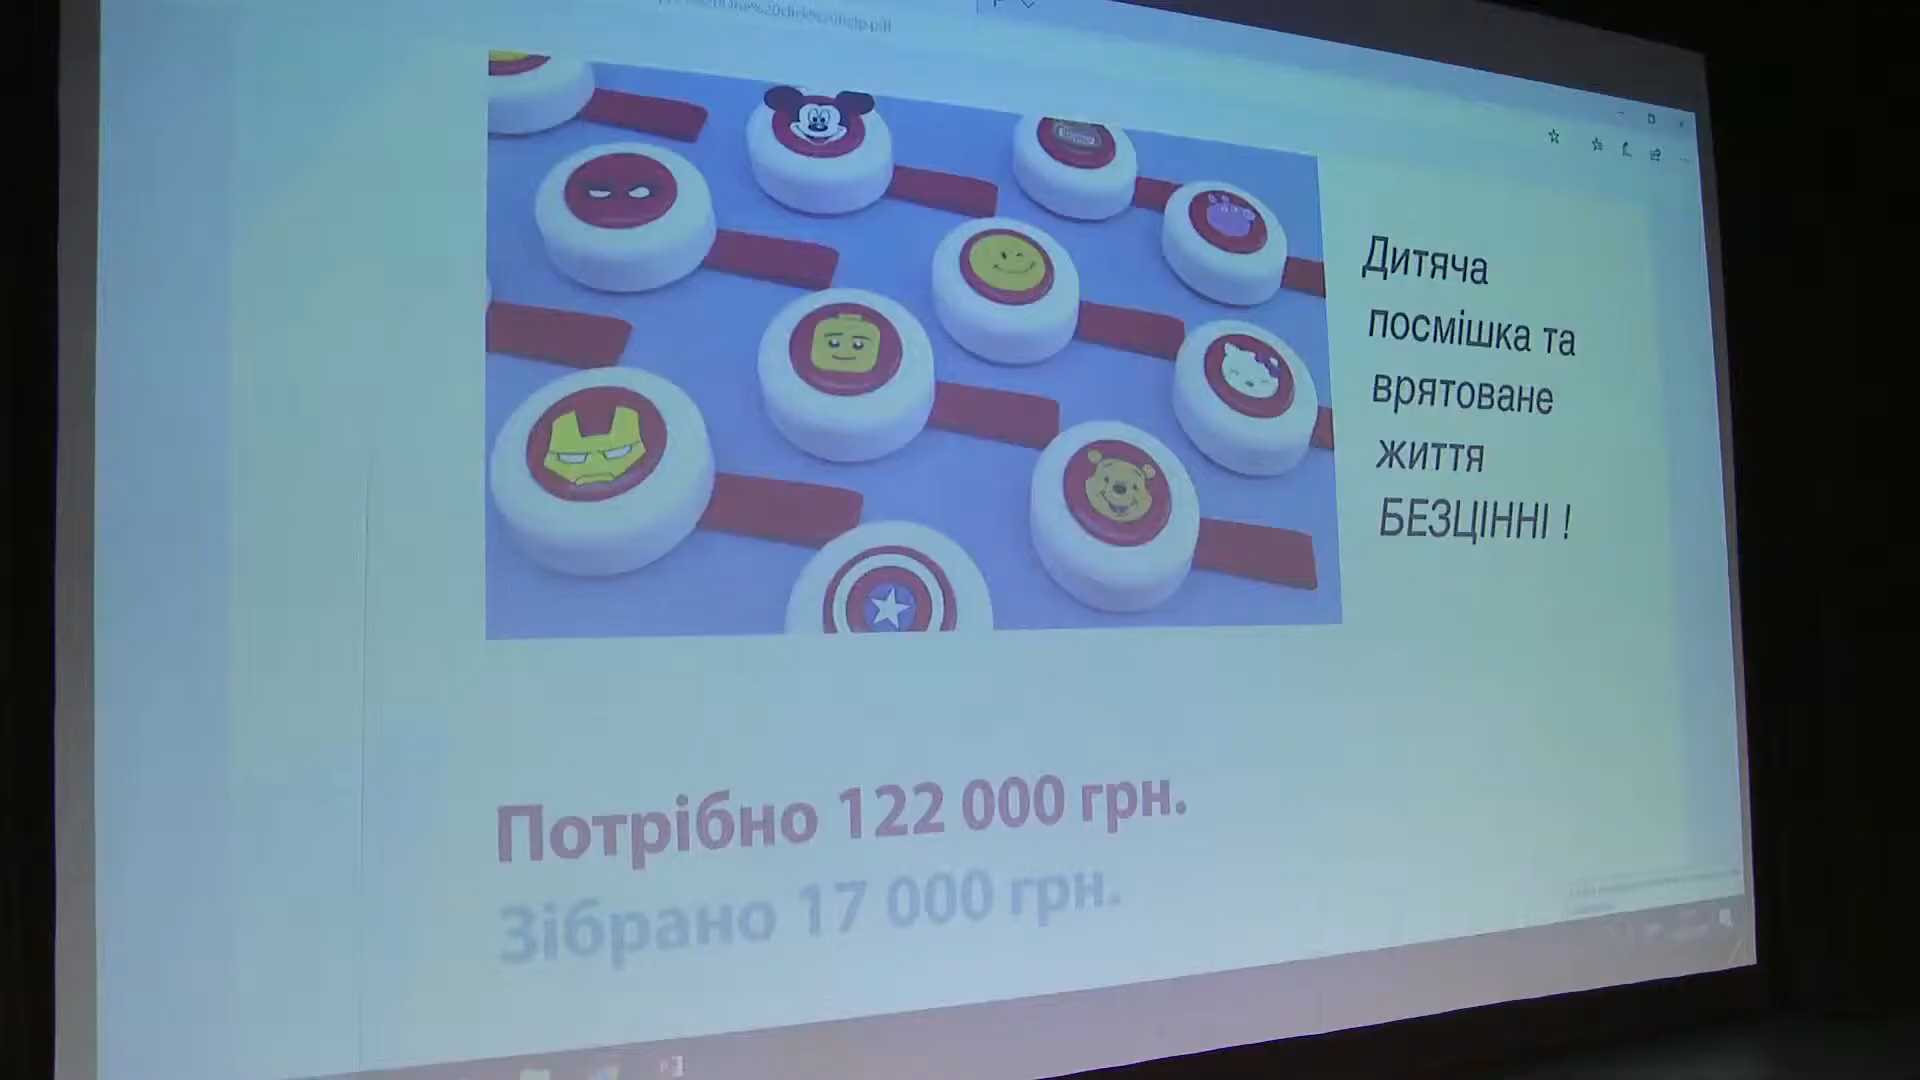 Дитяча
посмішка та
врятоване
життя
БЕЗЦІННІ !
Потрібно 122 000 грн.
Зібрано 17 000 грн.